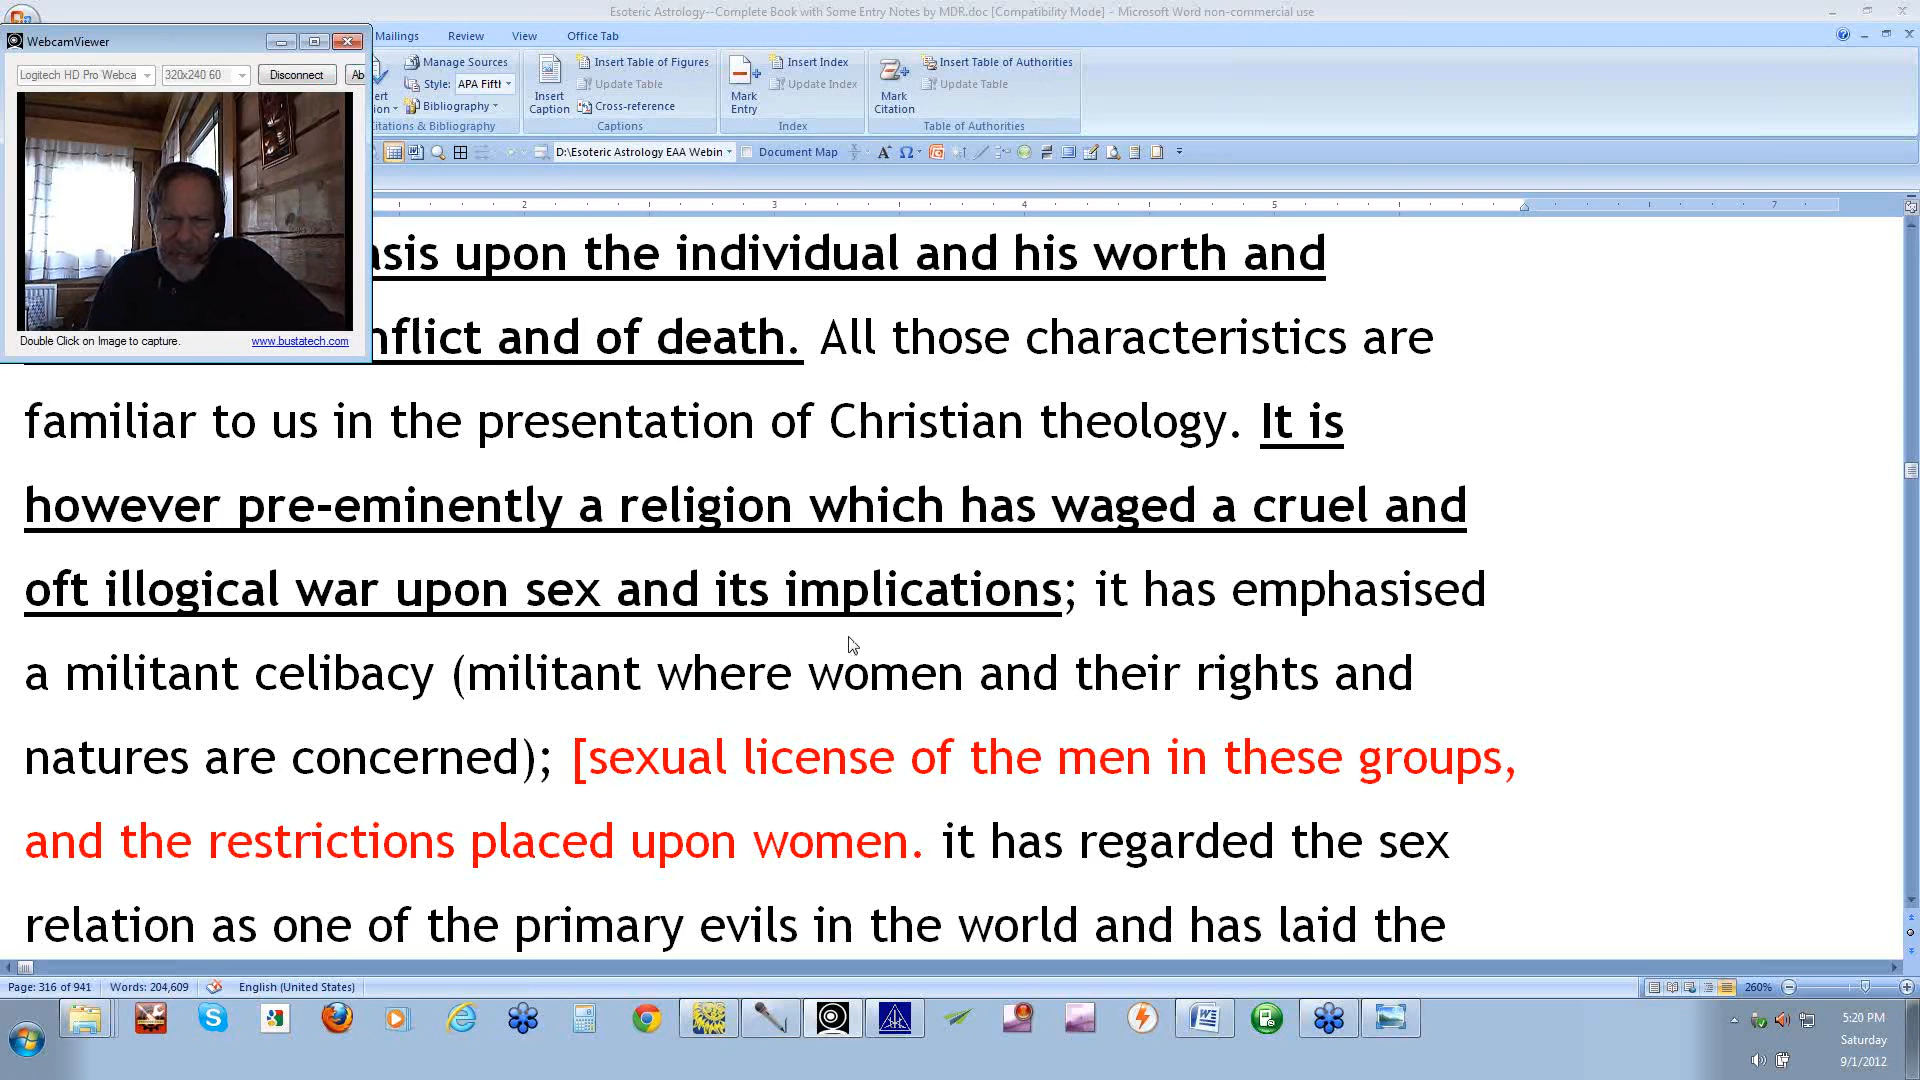 Esoteric Astrology--Complete Book with Some Entry Notes by MDR.doc [Compatibility Mode] - Microsoft Word non-commercial use
WebcamViewer
Mailings Review View Office Tab
Logitech HD Pro Webca 320x240 60 Disconnect Ab
Manage Sources
Style: APA Fift
Bibliography
Citations & Bibliography
Insert Caption
Insert Table of Figures
Update Table
Cross-reference
Captions
Mark Entry
Insert Index
Update Index
Index
Mark Citation
Insert Table of Authorities
Update Table
Table of Authorities
D:\Esoteric Astrology EAA Webin Document Map
2 3 4 5 7
Double Click on Image to capture. www.bustatech.com
asis upon the individual and his worth and
nflict and of death. All those characteristics are
familiar to us in the presentation of Christian theology. It is
however pre-eminently a religion which has waged a cruel and
oft illogical war upon sex and its implications; it has emphasised
a militant celibacy (militant where women and their rights and
natures are concerned); [sexual license of the men in these groups,
and the restrictions placed upon women. it has regarded the sex
relation as one of the primary evils in the world and has laid the
Page: 316 of 941 Words: 204,609 English (United States) 260%
5:20 PM
Saturday
9/1/2012